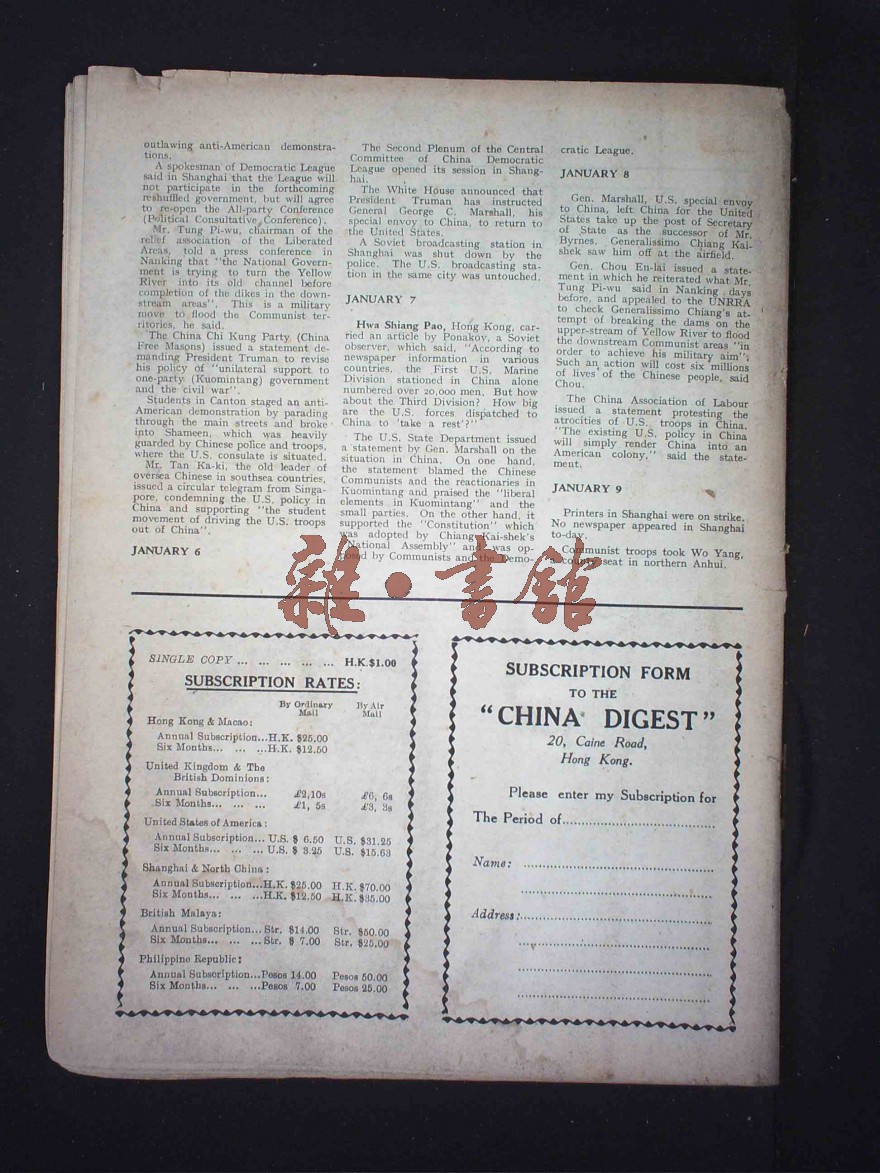 outlawing anti-American demonstra-
tions.
A spokesman of Democratic League
said in Shanghai that the League will
not participate in the forthcoming
reshuffled government, but will agree
to re-open the All-party Conference
(Political Consultative Conference).
Mr. Tung Pi-wu, chairman of the
relief association of the Liberated
Areas, told a press conference in
Nanking that "the National Govern-
ment is trying to turn the Yellow
River into its old channel before
completion of the dikes in the down-
stream areas". This is a military
move to flood the Communist ter-
ritories, he said.
The China Chi Kung Party (China
Free Masons) issued a statement de-
manding President Truman to revise
his policy of "unilateral support to
one-party (Kuomintang) government
and the civil war".
Students in Canton staged an anti-
American demonstration by parading
through the main streets and broke
into Shameen, which was heavily
guarded by Chinese police and troops,
where the U.S. consulate is situated.
Mr. Tan Ka-ki, the old leader of
oversea Chinese in southsea countries,
issued a circular telegram from Singa-
pore, condemning the U.S. policy in
China and supporting "the student
movement of driving the U.S. troops
out of China".
JANUARY 6
The Second Plenum of the Central
Committee of China Democratic
League opened its session in Shang-
hai.
The White House announced that
President Truman has instructed
General George C. Marshall, his
special envoy to China, to return to
the United States.
A Soviet broadcasting station in
Shanghai was shut down by the
police. The U.S. broadcasting sta-
tion in the same city was untouched.
JANUARY 7
Hwa Shiang Pao, Hong Kong, car-
ried an article by Ponakov, a Soviet
observer, which said, "According to
newspaper information in various
countries, the First U.S. Marine
Division stationed in China alone
numbered over 20,000 men. But how
about the Third Division? How big
are the U.S. forces dispatched to
China to 'take a rest'?"
The U.S. State Department issued
a statement by Gen. Marshall on the
situation in China. On one hand,
the statement blamed the Chinese
Communists and the reactionaries in
Kuomintang and praised the "liberal
elements in Kuomintang" and the
small parties. On the other hand, it
supported the "Constitution" which
was adopted by Chiang Kai-shek's
"National Assembly" and was op-
posed by Communists and the Demo-
cratic League.
JANUARY 8
Gen. Marshall, U.S. special envoy
to China, left China for the United
States take up the post of Secretary
of State as the successor of Mr.
Byrnes. Generalissimo Chiang Kai-
shek saw him off at the airfield.
Gen. Chou En-lai issued a state-
ment in which he reiterated what Mr.
Tung Pi-wu said in Nanking days
before, and appealed to the UNRRA
to check Generalissimo Chiang's at-
tempt of breaking the dams on the
upper-stream of Yellow River to flood
the downstream Communist areas "in
order to achieve his military aim";
Such an action will cost six millions
of lives of the Chinese people, said
Chou.
The China Association of Labour
issued a statement protesting the
atrocities of U.S. troops in China.
"The existing U.S. policy in China
will simply render China into an
American colony," said the state-
ment.
JANUARY 9
Printers in Shanghai were on strike.
No newspaper appeared in Shanghai
to-day.
Communist troops took Wo Yang,
a county seat in northern Anhui.
雜·書館
SINGLE COPY ... ... ... ... ... H.K.$1.00
SUBSCRIPTION RATES:
By Ordinary Mail By Air Mail
Hong Kong & Macao:
Annual Subscription...H.K. $25.00
Six Months... ... ...H.K. $12.50
United Kingdom & The
British Dominions:
Annual Subscription... £2,10s £6, 6s
Six Months... ... ... £1, 5s £3, 3s
United States of America:
Annual Subscription... U.S. $ 6.50 U.S. $31.25
Six Months... ... ... U.S. $ 3.25 U.S. $15.63
Shanghai & North China:
Annual Subscription...H.K. $25.00 H.K. $70.00
Six Months... ... ...H.K. $12.50 H.K. $35.00
British Malaya:
Annual Subscription... Str. $14.00 Str. $50.00
Six Months... ... ... Str. $ 7.00 Str. $25.00
Philippine Republic:
Annual Subscription...Pesos 14.00 Pesos 50.00
Six Months... ... ...Pesos 7.00 Pesos 25.00
SUBSCRIPTION FORM
TO THE
"CHINA DIGEST"
20, Caine Road,
Hong Kong.
Please enter my Subscription for
The Period of
Name:
Address: